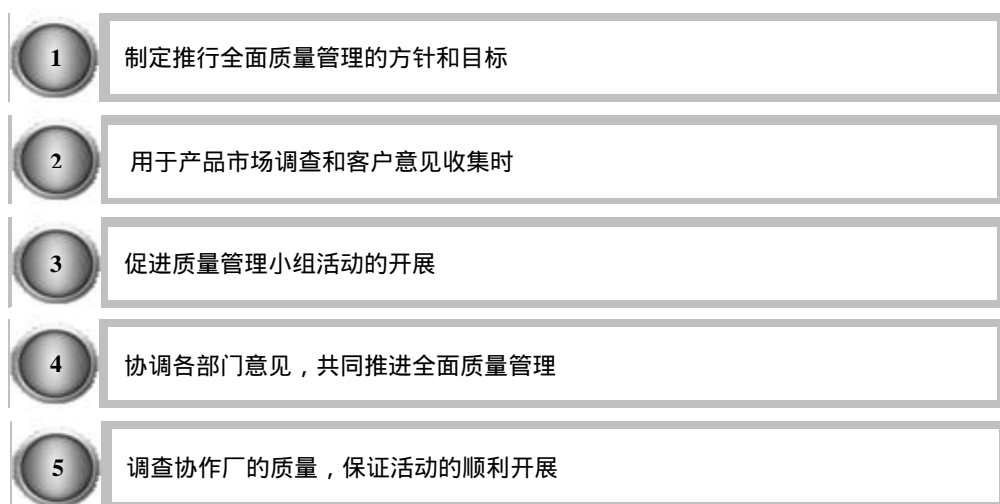 1 制定推行全面质量管理的方针和目标
2 用于产品市场调查和客户意见收集时
3 促进质量管理小组活动的开展
4 协调各部门意见，共同推进全面质量管理
5 调查协作厂的质量，保证活动的顺利开展